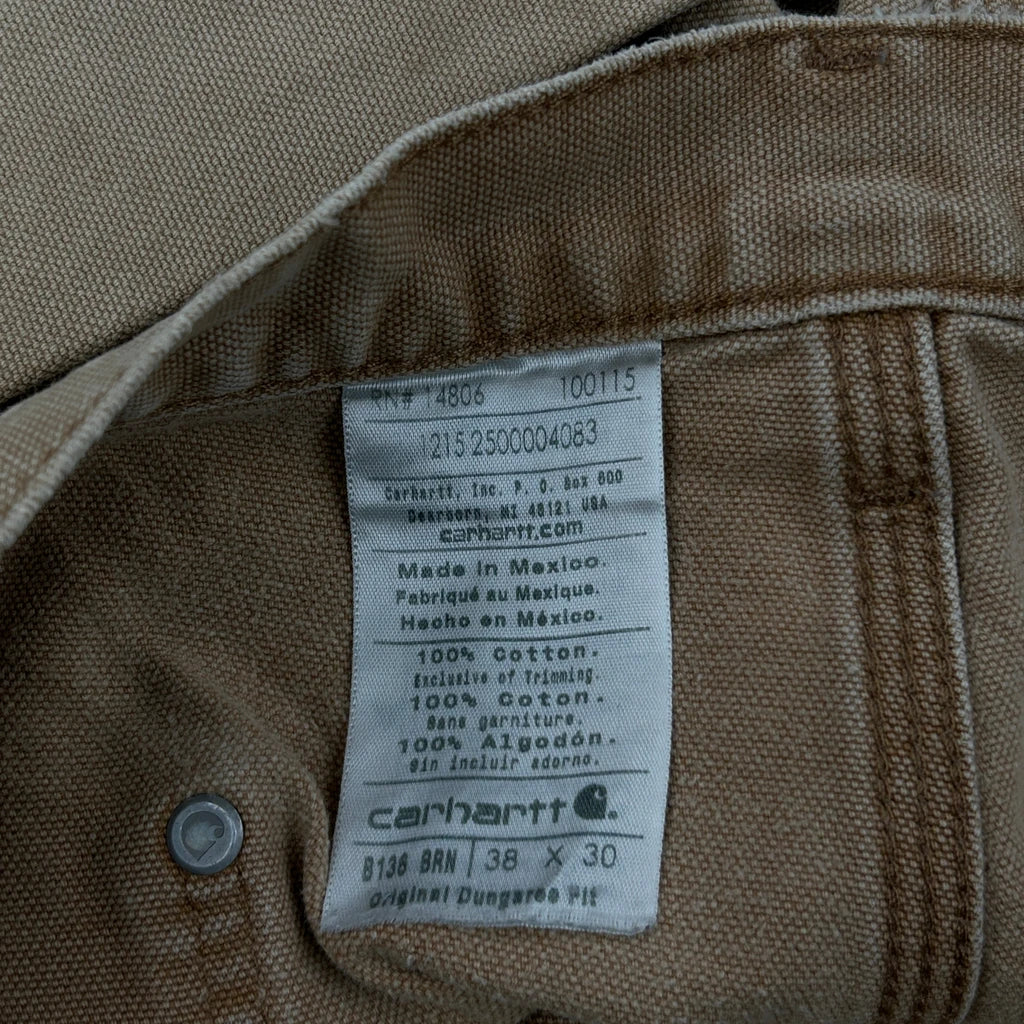 RN# 14806 100115
1215 2500004083
Carhartt, Inc. P. O. Box 600
Dearborn, MI 48121 USA
carhartt.com
Made in Mexico.
Fabriqué au Mexique.
Hecho en México.
100% Cotton.
Exclusive of Trimming.
100% Coton.
Sans garniture.
100% Algodón.
Sin incluir adorno.
carhartt
B136 BRN 38 X 30
Original Dungaree Fit